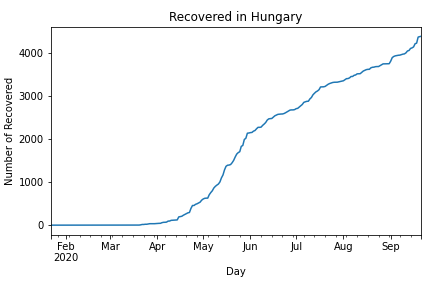 Recovered in Hungary
Number of Recovered
4000
3000
2000
1000
0
Feb Mar Apr May Jun Jul Aug Sep
2020
Day